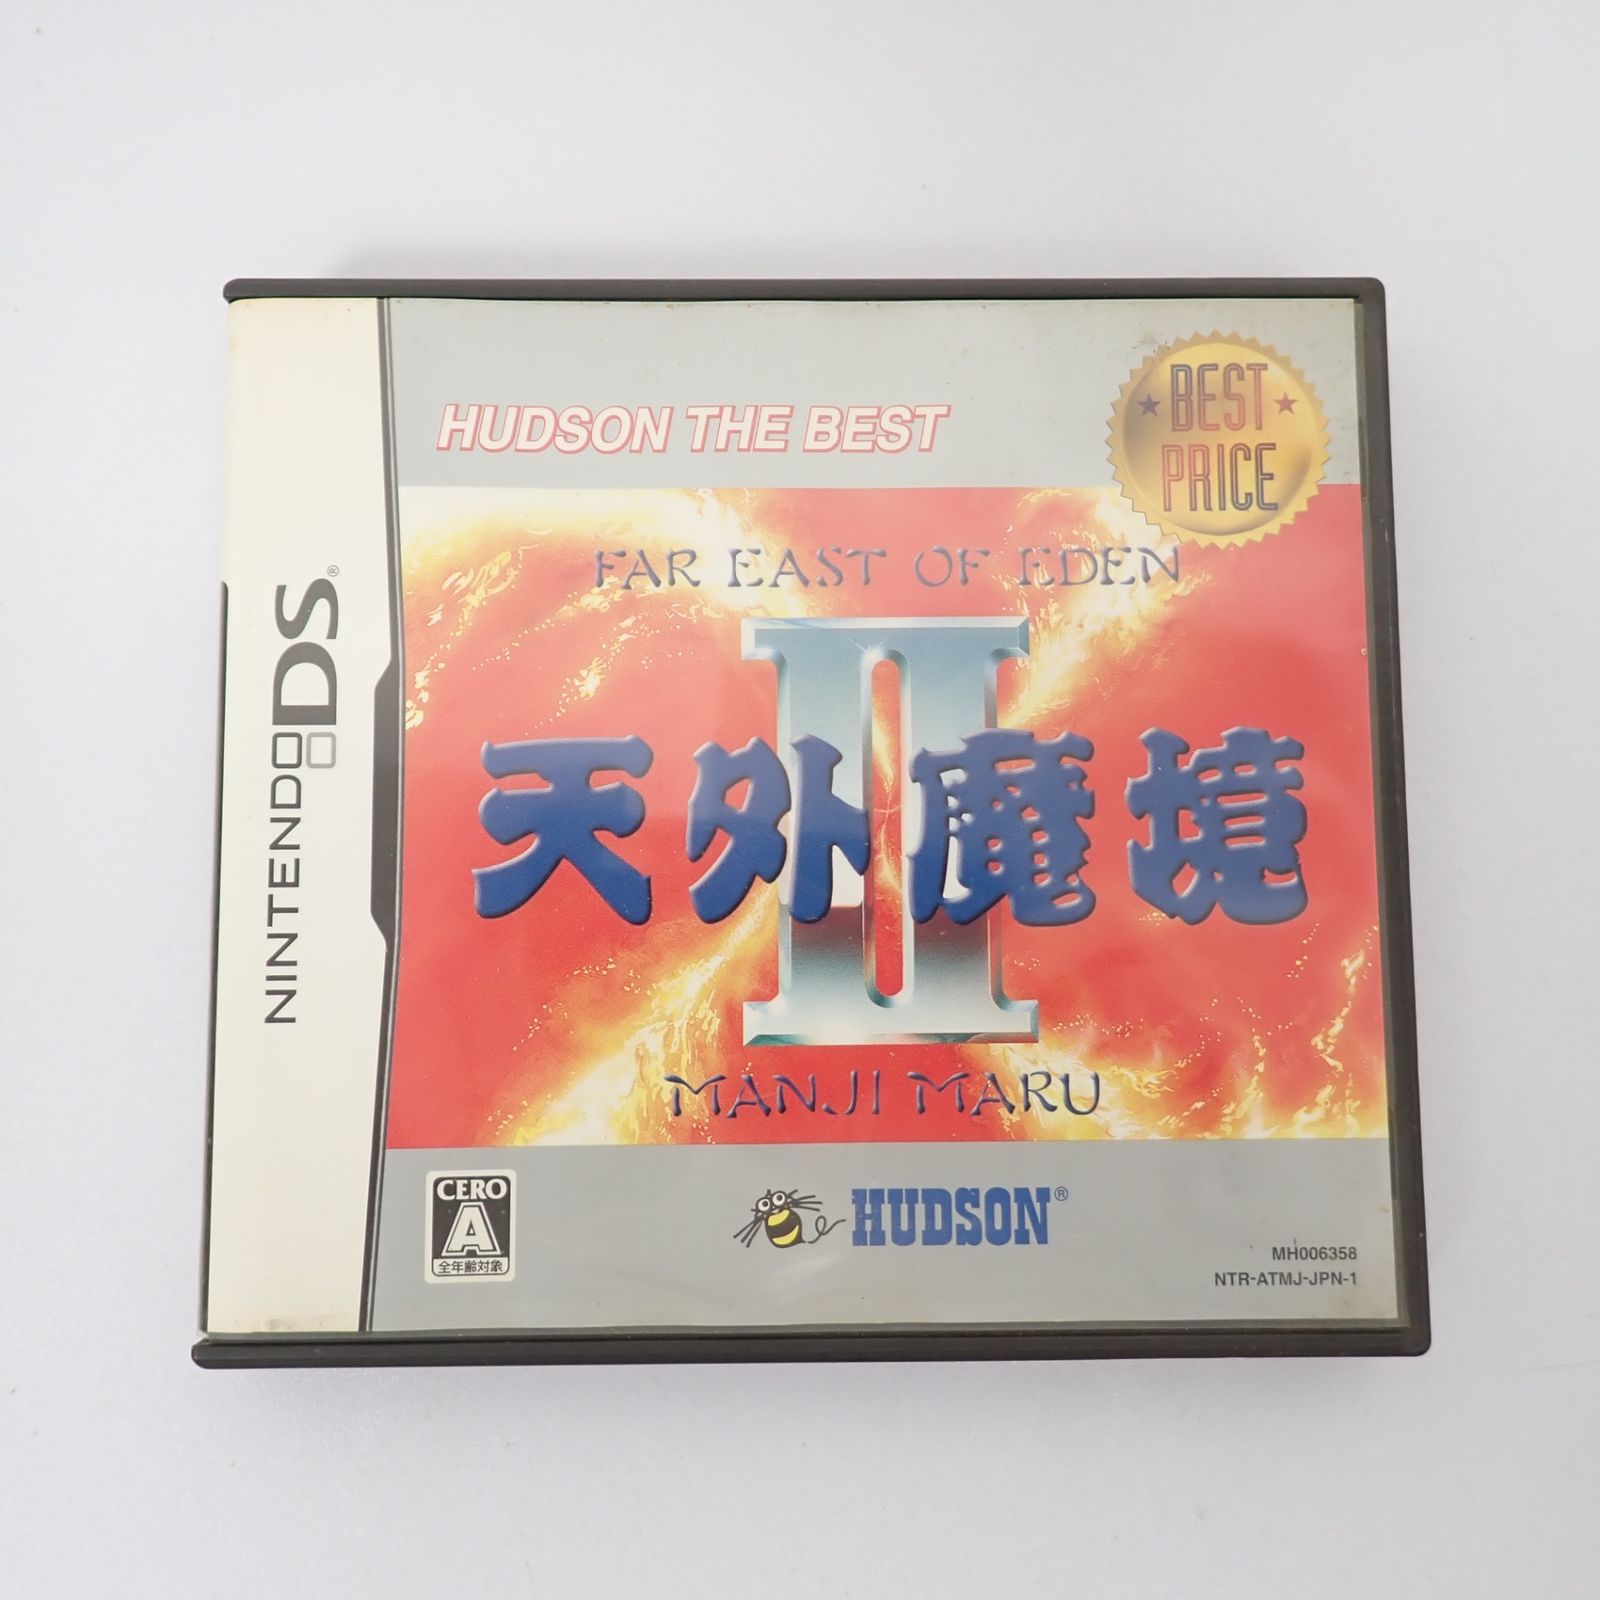 HUDSON THE BEST
BEST
PRICE
NINTENDO DS®
FAR EAST OF EDEN
II
天外魔境
MANJI MARU
CERO
A
全年齢対象
HUDSON®
MH006358
NTR-ATMJ-JPN-1